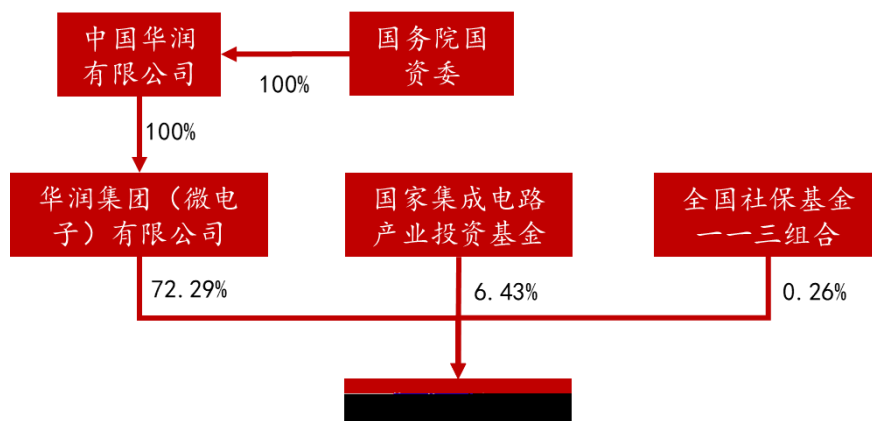 中国华润
有限公司
国务院国
资委
100%
100%
华润集团（微电
子）有限公司
国家集成电路
产业投资基金
全国社保基金
一一三组合
72.29%
6.43%
0.26%